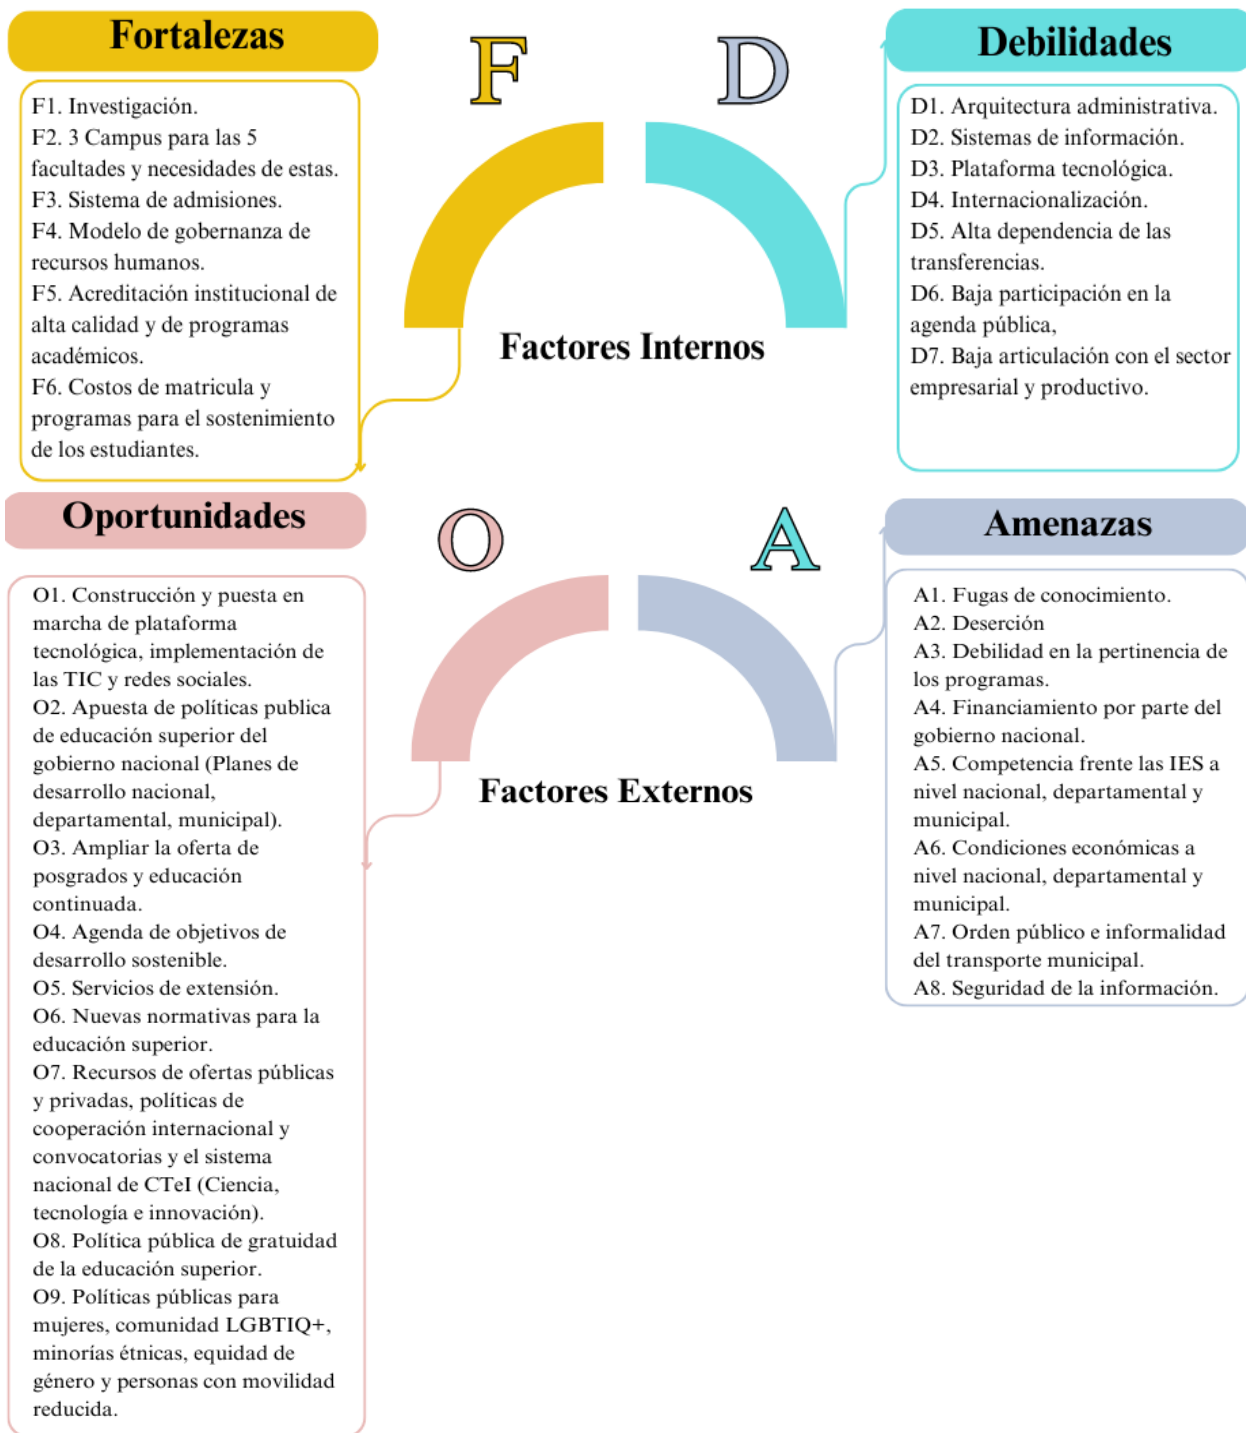 Fortalezas
F1. Investigación.
F2. 3 Campus para las 5
facultades y necesidades de estas.
F3. Sistema de admisiones.
F4. Modelo de gobernanza de
recursos humanos.
F5. Acreditación institucional de
alta calidad y de programas
académicos.
F6. Costos de matricula y
programas para el sostenimiento
de los estudiantes.
F
D
Factores Internos
Debilidades
D1. Arquitectura administrativa.
D2. Sistemas de información.
D3. Plataforma tecnológica.
D4. Internacionalización.
D5. Alta dependencia de las
transferencias.
D6. Baja participación en la
agenda pública,
D7. Baja articulación con el sector
empresarial y productivo.
Oportunidades
O1. Construcción y puesta en
marcha de plataforma
tecnológica, implementación de
las TIC y redes sociales.
O2. Apuesta de políticas publica
de educación superior del
gobierno nacional (Planes de
desarrollo nacional,
departamental, municipal).
O3. Ampliar la oferta de
posgrados y educación
continuada.
O4. Agenda de objetivos de
desarrollo sostenible.
O5. Servicios de extensión.
O6. Nuevas normativas para la
educación superior.
O7. Recursos de ofertas públicas
y privadas, políticas de
cooperación internacional y
convocatorias y el sistema
nacional de CTeI (Ciencia,
tecnología e innovación).
O8. Política pública de gratuidad
de la educación superior.
O9. Políticas públicas para
mujeres, comunidad LGBTIQ+,
minorías étnicas, equidad de
género y personas con movilidad
reducida.
O
A
Factores Externos
Amenazas
A1. Fugas de conocimiento.
A2. Deserción
A3. Debilidad en la pertinencia de
los programas.
A4. Financiamiento por parte del
gobierno nacional.
A5. Competencia frente las IES a
nivel nacional, departamental y
municipal.
A6. Condiciones económicas a
nivel nacional, departamental y
municipal.
A7. Orden público e informalidad
del transporte municipal.
A8. Seguridad de la información.